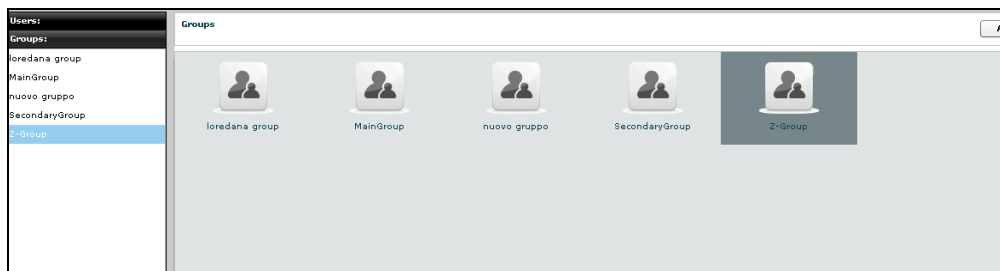 Users:
Groups:
loredana group
MainGroup
nuovo gruppo
SecondaryGroup
Z-Group
Groups
A
loredana group
MainGroup
nuovo gruppo
SecondaryGroup
Z-Group